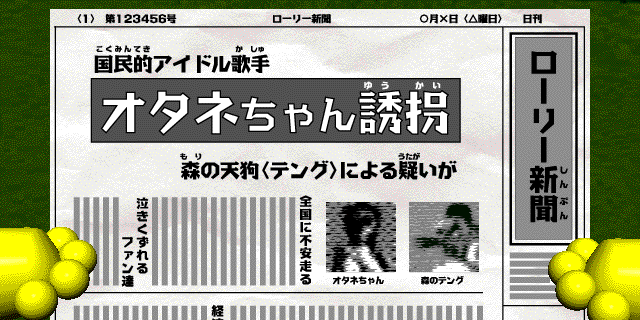 〈1〉 第123456号 ローリー新聞 ○月×日〈△曜日〉 日刊
こくみんてき かしゅ
国民的アイドル歌手
ゆうかい
オタネちゃん誘拐
もり うたが
森の天狗〈テング〉による疑いが
ローリー新聞
しんぶん
全国に不安走る
泣きくずれる
ファン達
オタネちゃん
森のテング
経